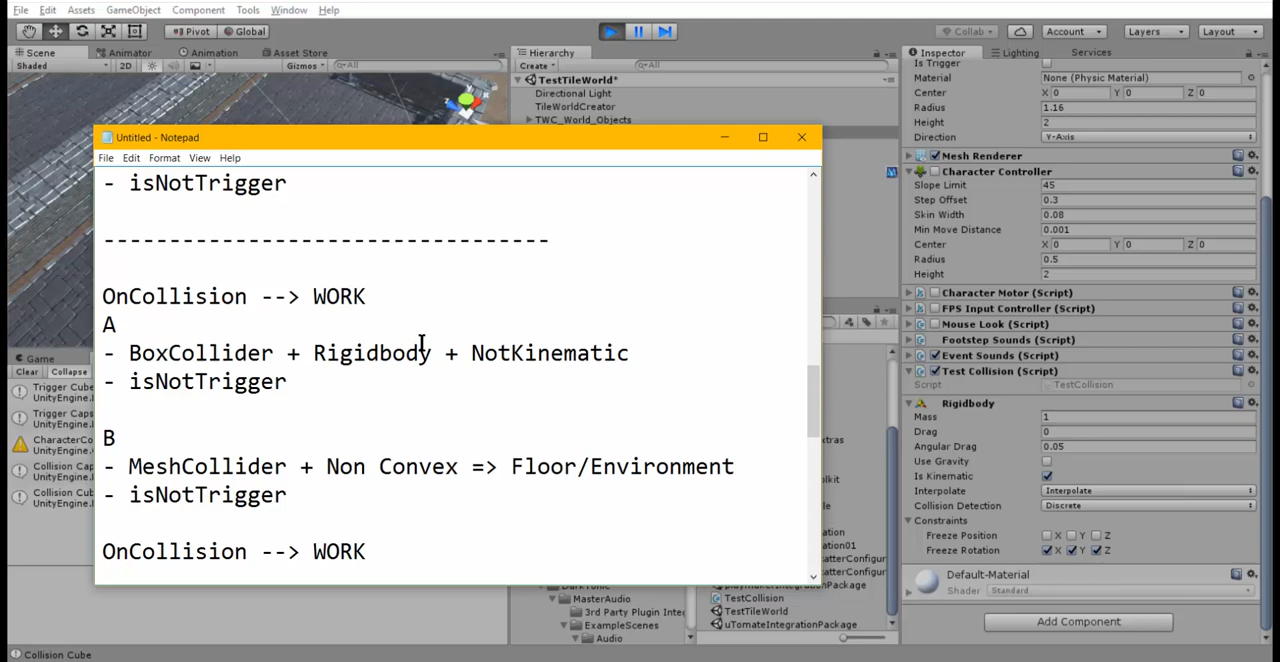 File Edit Assets GameObject Component Tools Window Help
Pivot Global Collab Account Layers Layout
Scene Animator Animation Asset Store
Shaded 2D Gizmos All
Hierarchy
Create All
TestTileWorld*
Directional Light
TileWorldCreator
TWC_World_Objects
Untitled - Notepad
File Edit Format View Help
- isNotTrigger
----------------------------------
OnCollision --> WORK
A
- BoxCollider + Rigidbody + NotKinematic
- isNotTrigger
B
- MeshCollider + Non Convex => Floor/Environment
- isNotTrigger
OnCollision --> WORK
Game
Clear Collapse
Trigger Cube
UnityEngine.
Trigger Caps
UnityEngine.
CharacterCo
Collision Cap
UnityEngine.
Collision Cube
UnityEngine.
MasterAudio
3rd Party Plugin Inte
ExampleScenes
Audio
TestCollision
TestTileWorld
uTomateIntegrationPackage
Inspector Lighting Services
Is Trigger
Material None (Physic Material)
Center X 0 Y 0 Z 0
Radius 1.16
Height 2
Direction Y-Axis
Mesh Renderer
Character Controller
Slope Limit 45
Step Offset 0.3
Skin Width 0.08
Min Move Distance 0.001
Center X 0 Y 0 Z 0
Radius 0.5
Height 2
Character Motor (Script)
FPS Input Controller (Script)
Mouse Look (Script)
Footstep Sounds (Script)
Event Sounds (Script)
Test Collision (Script)
Script TestCollision
Rigidbody
Mass 1
Drag 0
Angular Drag 0.05
Use Gravity
Is Kinematic
Interpolate Interpolate
Collision Detection Discrete
Constraints
Freeze Position X Y Z
Freeze Rotation X Y Z
Default-Material
Shader Standard
Add Component
Collision Cube